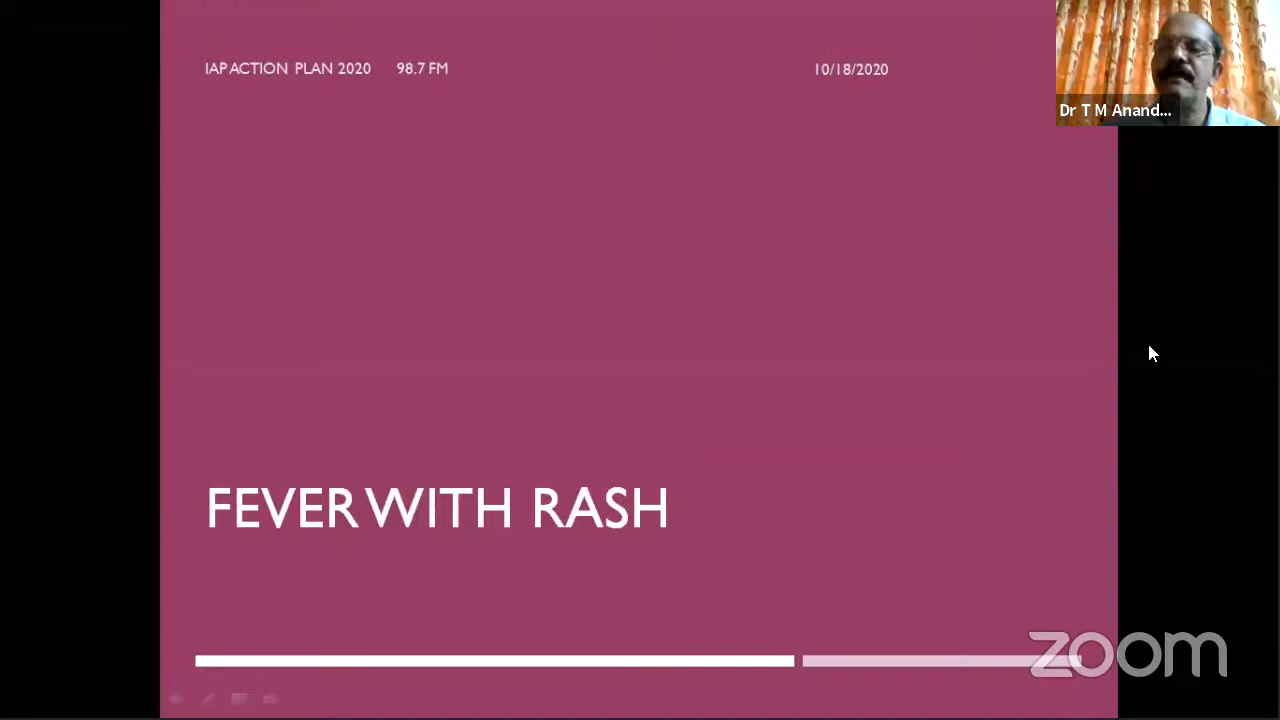 IAP ACTION PLAN 2020 98.7 FM
10/18/2020
Dr T M Anand...
FEVER WITH RASH
zoom